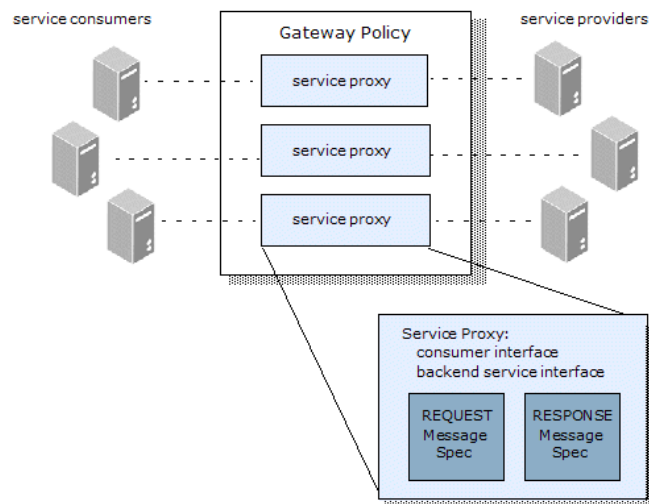 service consumers
Gateway Policy
service providers
service proxy
service proxy
service proxy
Service Proxy:
consumer interface
backend service interface
REQUEST
Message
Spec
RESPONSE
Message
Spec